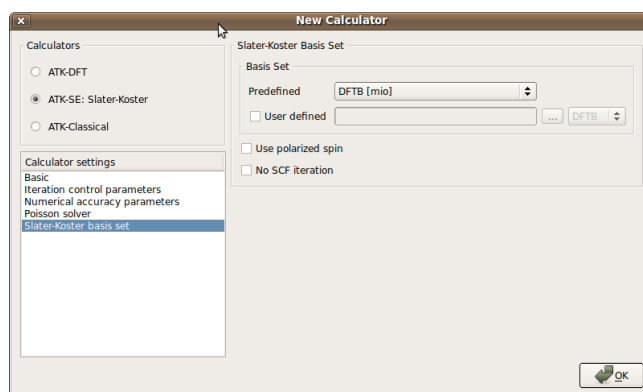 New Calculator
Calculators
ATK-DFT
ATK-SE: Slater-Koster
ATK-Classical
Calculator settings
Basic
Iteration control parameters
Numerical accuracy parameters
Poisson solver
Slater-Koster basis set
Slater-Koster Basis Set
Basis Set
Predefined DFTB [mio]
User defined ... DFTB
Use polarized spin
No SCF iteration
OK